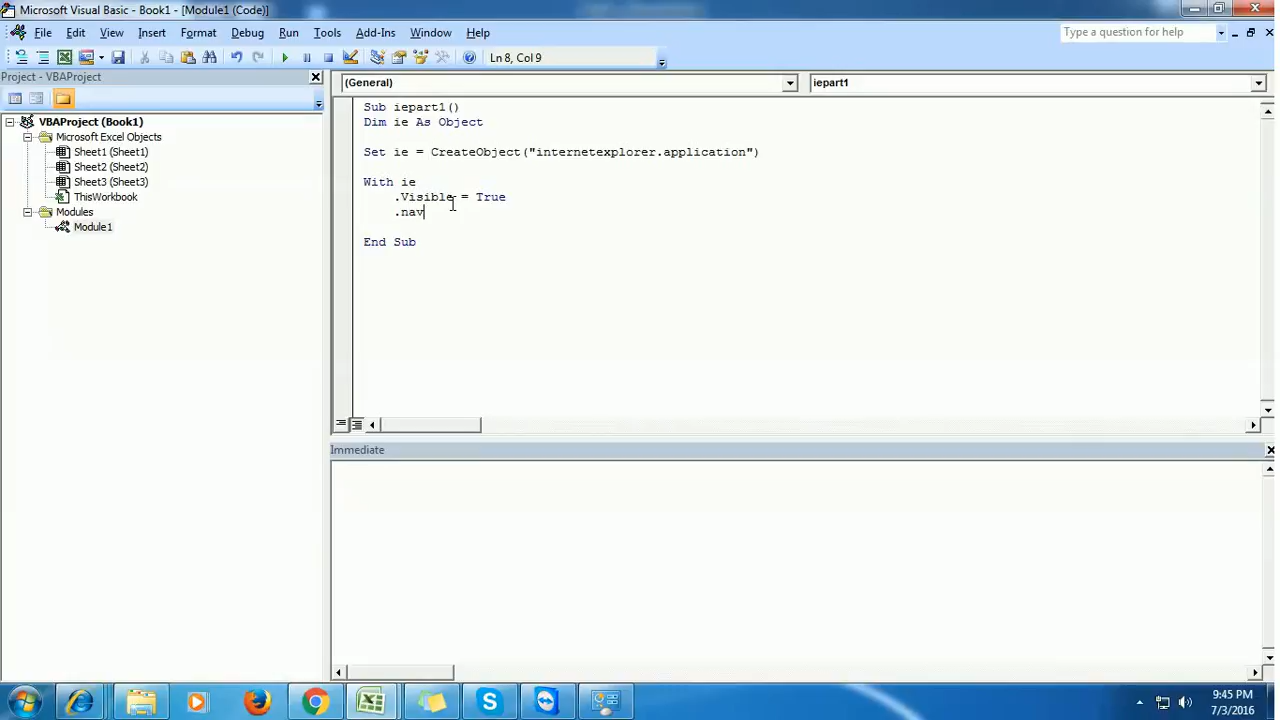 Microsoft Visual Basic - Book1 - [Module1 (Code)]
File Edit View Insert Format Debug Run Tools Add-Ins Window Help
Type a question for help
Ln 8, Col 9
Project - VBAProject
(General)
iepart1
VBAProject (Book1)
Microsoft Excel Objects
Sheet1 (Sheet1)
Sheet2 (Sheet2)
Sheet3 (Sheet3)
ThisWorkbook
Modules
Module1
Sub iepart1()
Dim ie As Object
Set ie = CreateObject("internetexplorer.application")
With ie
.Visible = True
.nav
End Sub
Immediate
9:45 PM
7/3/2016